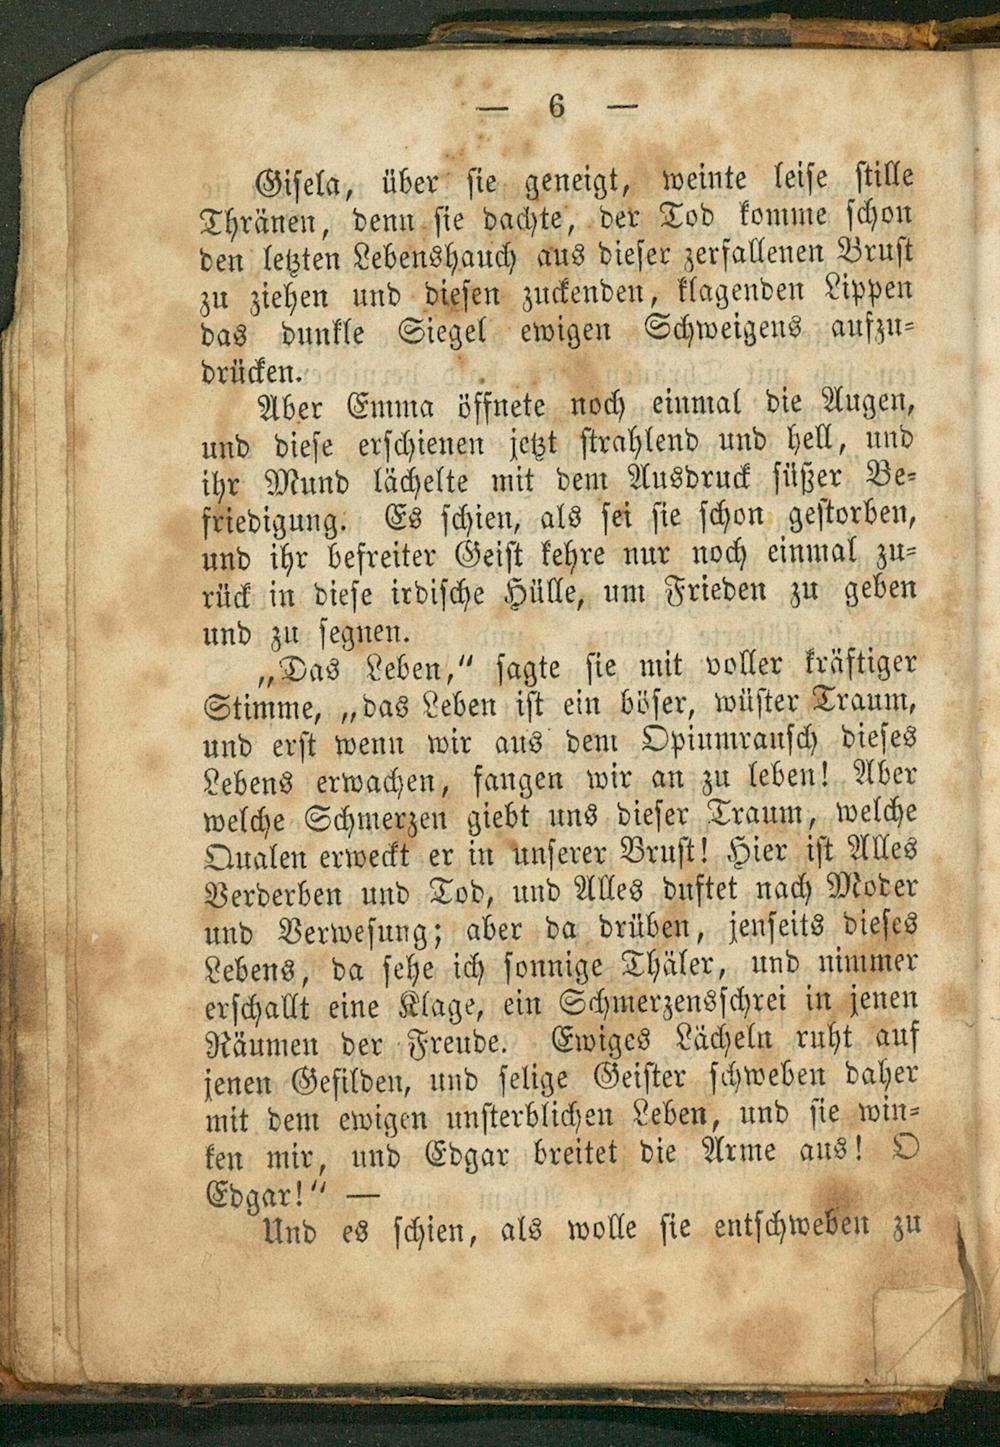 — 6 —
Gisela, über sie geneigt, weinte leise stille
Thränen, denn sie dachte, der Tod komme schon
den letzten Lebenshauch aus dieser zerfallenen Brust
zu ziehen und diesen zuckenden, klagenden Lippen
das dunkle Siegel ewigen Schweigens aufzu-
drücken.
Aber Emma öffnete noch einmal die Augen,
und diese erschienen jetzt strahlend und hell, und
ihr Mund lächelte mit dem Ausdruck süßer Be-
friedigung. Es schien, als sei sie schon gestorben,
und ihr befreiter Geist kehre nur noch einmal zu-
rück in diese irdische Hülle, um Frieden zu geben
und zu segnen.
„Das Leben,“ sagte sie mit voller kräftiger
Stimme, „das Leben ist ein böser, wüster Traum,
und erst wenn wir aus dem Opiumrausch dieses
Lebens erwachen, fangen wir an zu leben! Aber
welche Schmerzen giebt uns dieser Traum, welche
Qualen erweckt er in unserer Brust! Hier ist Alles
Verderben und Tod, und Alles duftet nach Moder
und Verwesung; aber da drüben, jenseits dieses
Lebens, da sehe ich sonnige Thäler, und nimmer
erschallt eine Klage, ein Schmerzensschrei in jenen
Räumen der Freude. Ewiges Lächeln ruht auf
jenen Gefilden, und selige Geister schweben daher
mit dem ewigen unsterblichen Leben, und sie win-
ken mir, und Edgar breitet die Arme aus! O
Edgar!“ —
Und es schien, als wolle sie entschweben zu